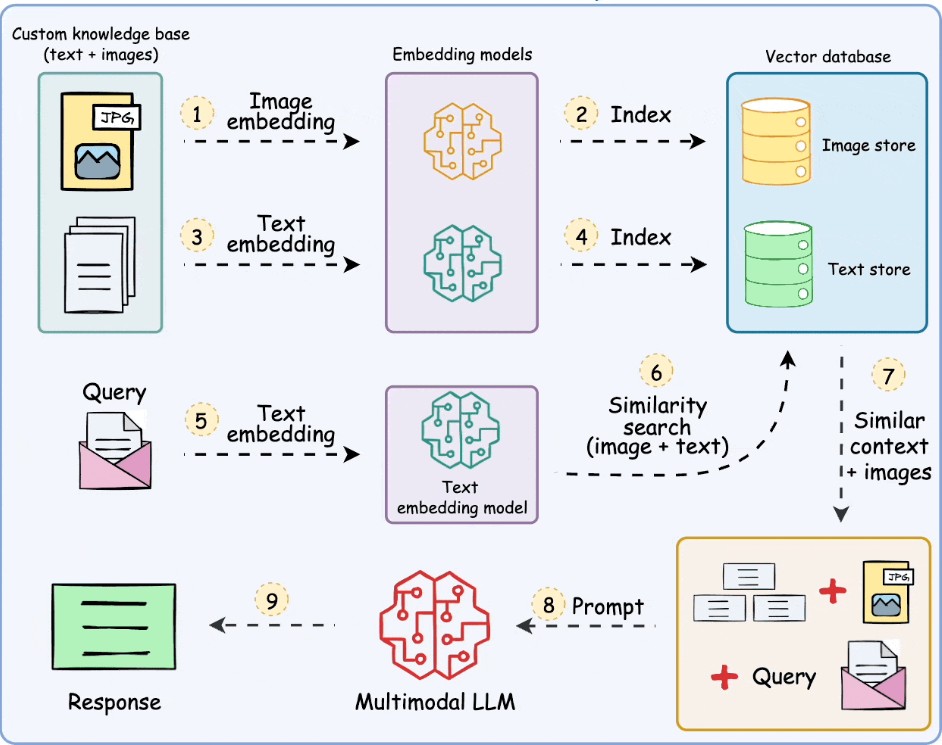 Custom knowledge base
(text + images)
Embedding models
Vector database
JPG
1
Image
embedding
2
Index
Image store
3
Text
embedding
4
Index
Text store
Query
5
Text
embedding
Text
embedding model
6
Similarity
search
(image + text)
7
Similar
context
+ images
JPG
+
+ Query
8 Prompt
9
Response
Multimodal LLM